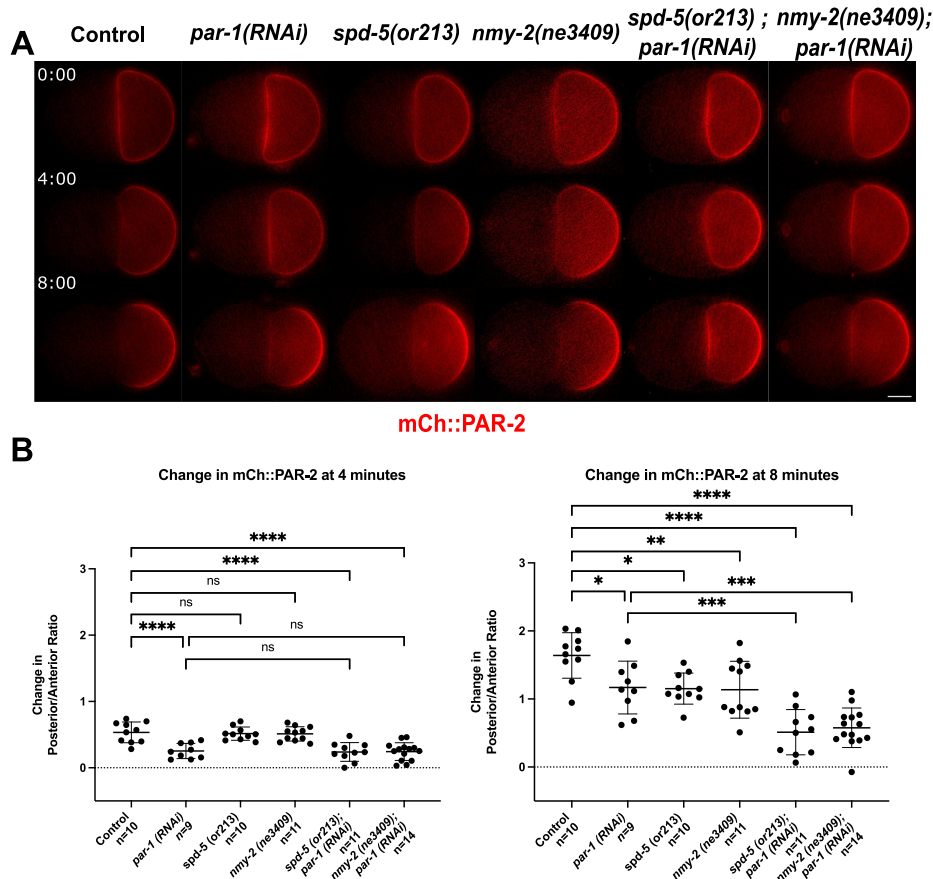 A
Control
par-1(RNAi)
spd-5(or213)
nmy-2(ne3409)
spd-5(or213) ;
par-1(RNAi)
nmy-2(ne3409);
par-1(RNAi)
0:00
4:00
8:00
mCh::PAR-2
B
Change in mCh::PAR-2 at 4 minutes
****
****
ns
ns
****
ns
ns
3
2
1
0
Change in
Posterior/Anterior Ratio
Control
n=10
par-1 (RNAi)
n=9
spd-5 (or213)
n=10
nmy-2 (ne3409)
n=11
spd-5 (or213);
par-1 (RNAi)
n=11
nmy-2 (ne3409);
par-1 (RNAi)
n=14
Change in mCh::PAR-2 at 8 minutes
****
****
**
*
*
***
***
3
2
1
0
Change in
Posterior/Anterior Ratio
Control
n=10
par-1 (RNAi)
n=9
spd-5 (or213)
n=10
nmy-2 (ne3409)
n=11
spd-5 (or213);
par-1 (RNAi)
n=11
nmy-2 (ne3409);
par-1 (RNAi)
n=14